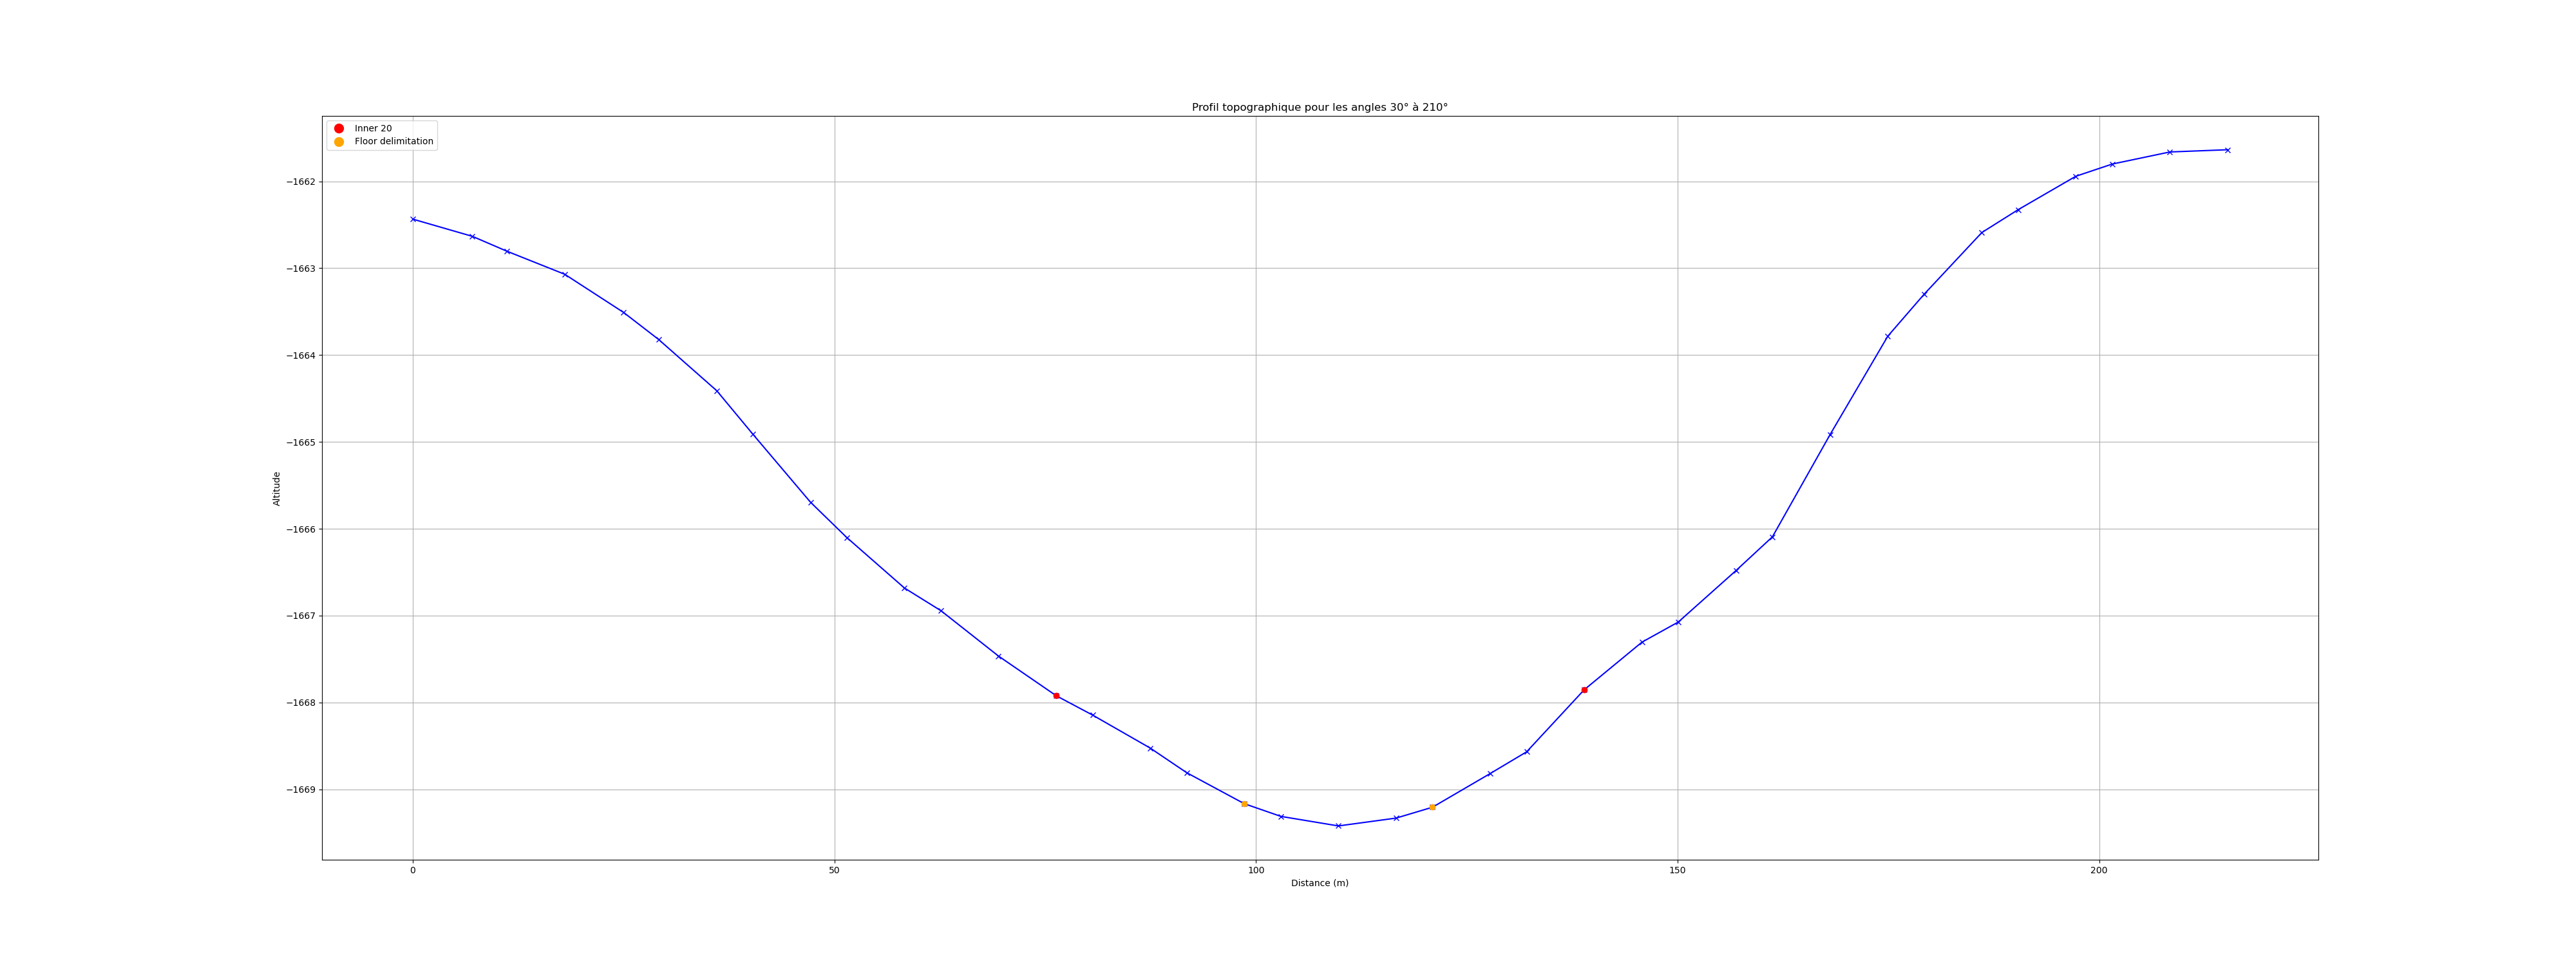 Profil topographique pour les angles 30° à 210°
Inner 20
Floor delimitation
−1662
−1663
−1664
−1665
−1666
−1667
−1668
−1669
Altitude
0
50
100
150
200
Distance (m)